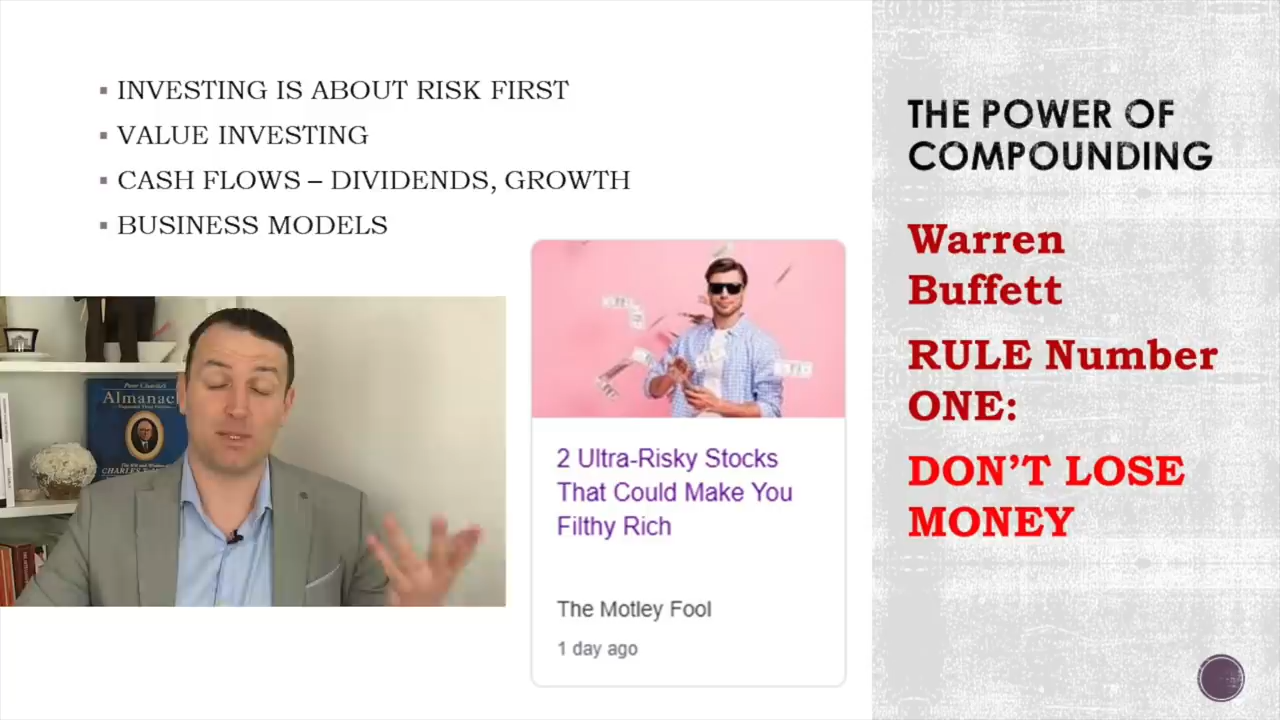 ▪ INVESTING IS ABOUT RISK FIRST
▪ VALUE INVESTING
▪ CASH FLOWS – DIVIDENDS, GROWTH
▪ BUSINESS MODELS
THE POWER OF
COMPOUNDING
Warren
Buffett
RULE Number
ONE:
DON'T LOSE
MONEY
Almanac
2 Ultra-Risky Stocks
That Could Make You
Filthy Rich
The Motley Fool
1 day ago